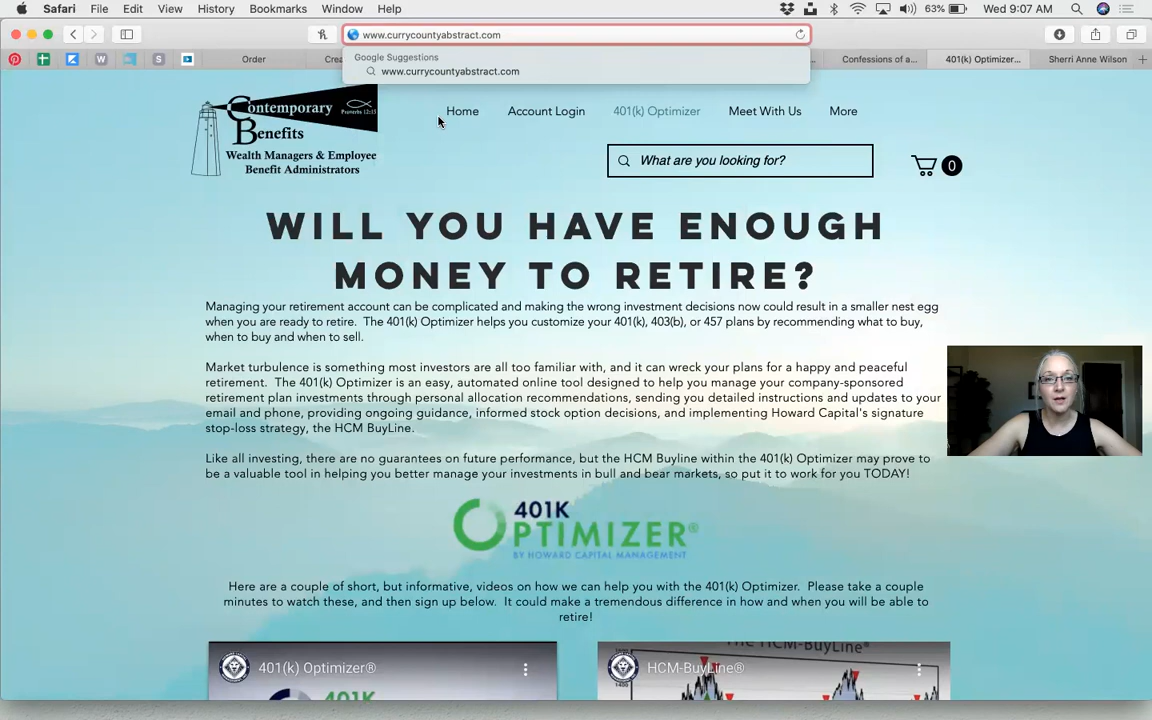 Safari File Edit View History Bookmarks Window Help 63% Wed 9:07 AM
www.currycountyabstract.com
Google Suggestions
www.currycountyabstract.com
Order Crea Confessions of a... 401(k) Optimizer... Sherri Anne Wilson
Contemporary
Proverbs 12:15
Benefits
Wealth Managers & Employee
Benefit Administrators
Home Account Login 401(k) Optimizer Meet With Us More
What are you looking for?
0
WILL YOU HAVE ENOUGH
MONEY TO RETIRE?
Managing your retirement account can be complicated and making the wrong investment decisions now could result in a smaller nest egg
when you are ready to retire. The 401(k) Optimizer helps you customize your 401(k), 403(b), or 457 plans by recommending what to buy,
when to buy and when to sell.
Market turbulence is something most investors are all too familiar with, and it can wreck your plans for a happy and peaceful
retirement. The 401(k) Optimizer is an easy, automated online tool designed to help you manage your company-sponsored
retirement plan investments through personal allocation recommendations, sending you detailed instructions and updates to your
email and phone, providing ongoing guidance, informed stock option decisions, and implementing Howard Capital's signature
stop-loss strategy, the HCM BuyLine.
Like all investing, there are no guarantees on future performance, but the HCM Buyline within the 401(k) Optimizer may prove to
be a valuable tool in helping you better manage your investments in bull and bear markets, so put it to work for you TODAY!
401K
OPTIMIZER®
BY HOWARD CAPITAL MANAGEMENT
Here are a couple of short, but informative, videos on how we can help you with the 401(k) Optimizer. Please take a couple
minutes to watch these, and then sign up below. It could make a tremendous difference in how and when you will be able to
retire!
401(k) Optimizer®
401K
THE HCM-BUYLINE®
HCM-BuyLine®